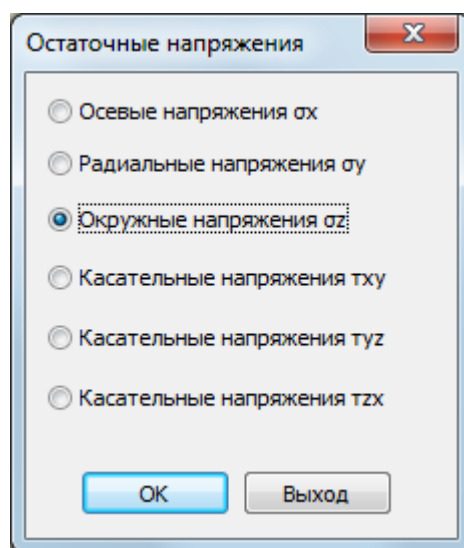 Остаточные напряжения
Осевые напряжения σx
Радиальные напряжения σy
Окружные напряжения σz
Касательные напряжения τxy
Касательные напряжения τyz
Касательные напряжения τzx
OK
Выход